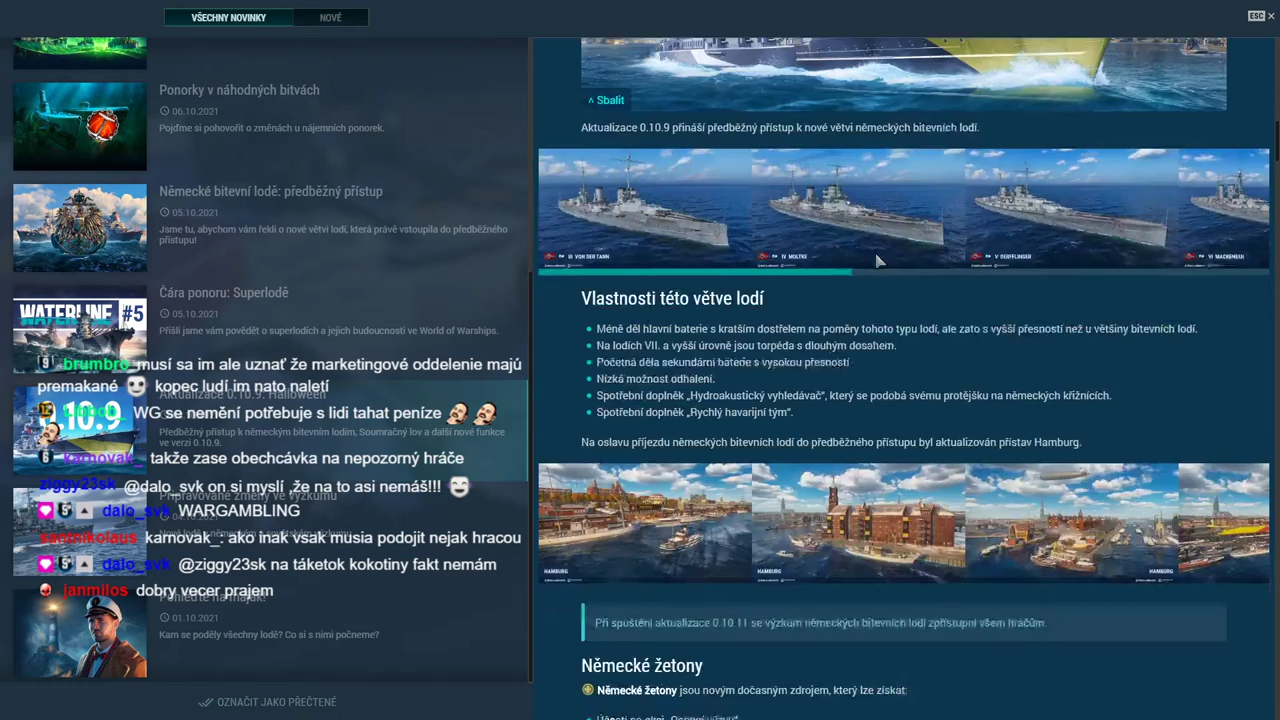 VŠECHNY NOVINKY
NOVÉ
ESC
Ponorky v náhodných bitvách
06.10.2021
Pojďme si pohovořit o změnách u nájemních ponorek.
Německé bitevní lodě: předběžný přístup
05.10.2021
Jsme tu, abychom vám řekli o nové větvi lodí, která právě vstoupila do předběžného
přístupu!
WATERLINE #5
Čára ponoru: Superlodě
05.10.2021
Přišli jsme vám povědět o superlodích a jejich budoucnosti ve World of Warships.
brumbro musí sa im ale uznať že marketingové oddelenie majú
premakané kopec ludí im nato naletí
Aktualizace 0.10.9: Halloween
WG se nemění potřebuje s lidi tahat peníze
0.10.9
Předběžný přístup k německým bitevním lodím, Soumračný lov a další nové funkce
ve verzi 0.10.9.
karnovak_ takže zase obechcávka na nepozorný hráče
ziggy23sk @dalo_svk on si myslí ,že na to asi nemáš!!!
Připravované změny ve výzkumu
dalo_svk WARGAMBLING
santnikolaus karnovak_: ako inak však musia podojit nejak hracou
dalo_svk @ziggy23sk na táketok kokotiny fakt nemám
janmilos dobry vecer prajem
01.10.2021
Kam se poděly všechny lodě? Co si s nimi počneme?
OZNAČIT JAKO PŘEČTENÉ
Sbalit
Aktualizace 0.10.9 přináší předběžný přístup k nové větvi německých bitevních lodí.
III VON DER TANN
IV MOLTKE
V DERFFLINGER
VI MACKENSEN
Vlastnosti této větve lodí
Méně děl hlavní baterie s kratším dostřelem na poměry tohoto typu lodí, ale zato s vyšší přesností než u většiny bitevních lodí.
Na lodích VII. a vyšší úrovně jsou torpéda s dlouhým dosahem.
Početná děla sekundární baterie s vysokou přesností
Nízká možnost odhalení.
Spotřební doplněk „Hydroakustický vyhledávač", který se podobá svému protějšku na německých křižnících.
Spotřební doplněk „Rychlý havarijní tým".
Na oslavu příjezdu německých bitevních lodí do předběžného přístupu byl aktualizován přístav Hamburg.
HAMBURG
HAMBURG
HAMBURG
Při spuštění aktualizace 0.10.11 se výzkum německých bitevních lodí zpřístupní všem hráčům.
Německé žetony
Německé žetony jsou novým dočasným zdrojem, který lze získat: